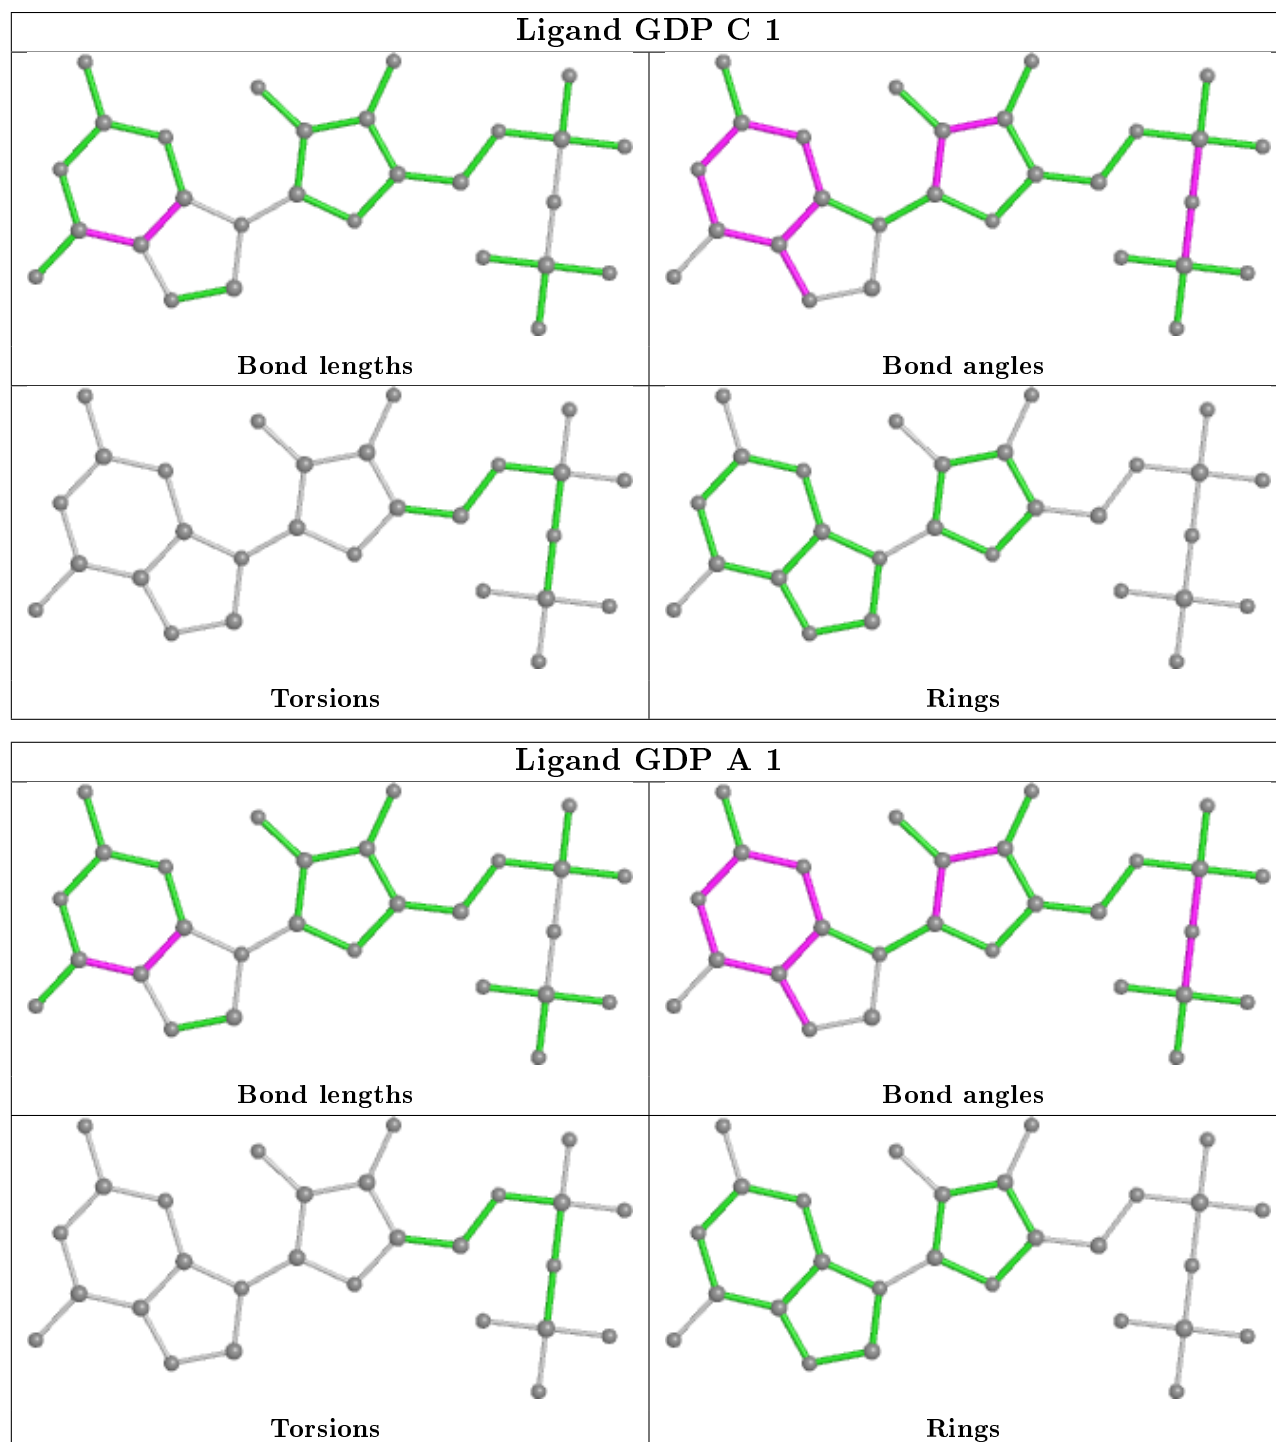 Ligand GDP C 1
Bond lengths
Bond angles
Torsions
Rings
Ligand GDP A 1
Bond lengths
Bond angles
Torsions
Rings